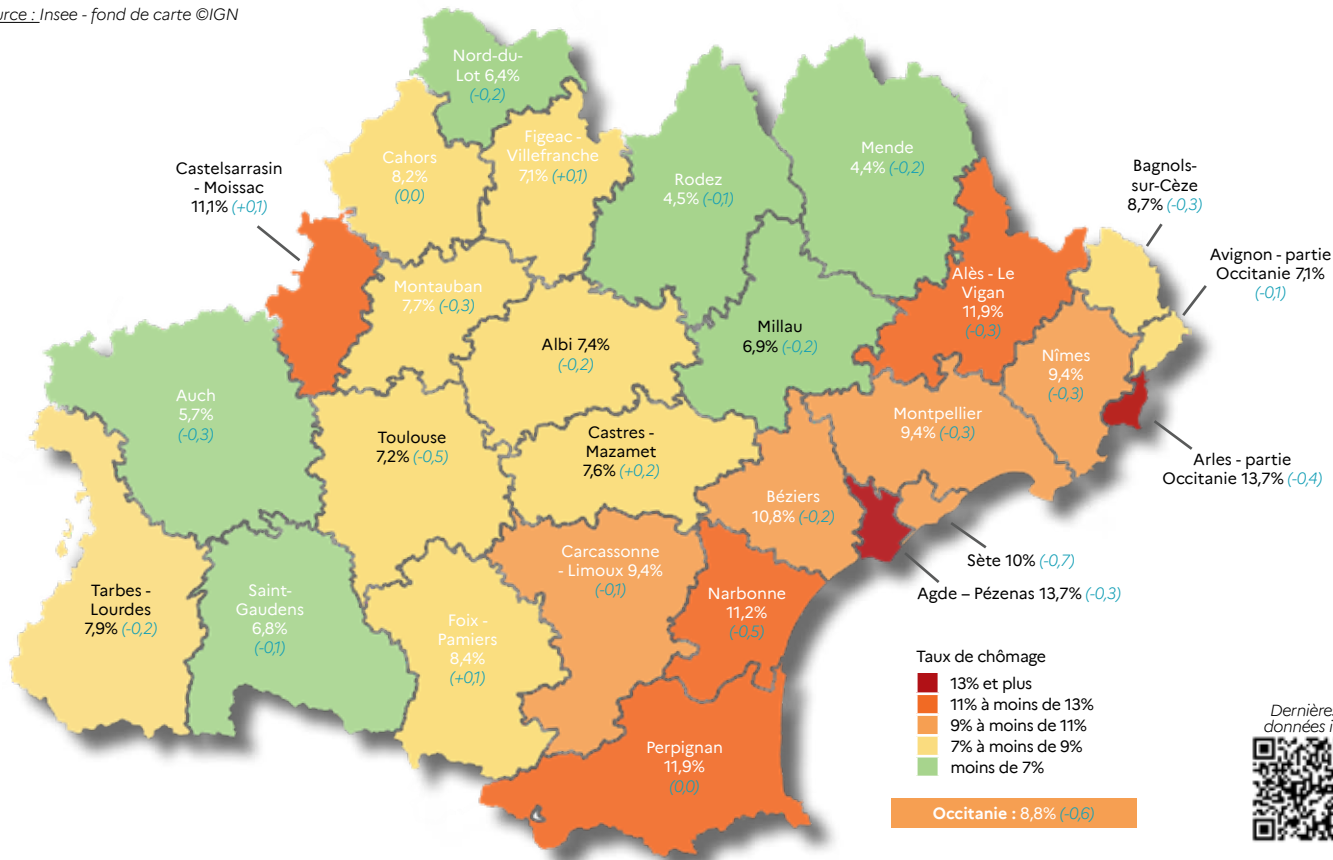 urce : Insee - fond de carte ©IGN
Nord-du-
Lot 6,4%
(-0,2)
Cahors
8,2%
(0,0)
Figeac -
Villefranche
7,1% (+0,1)
Rodez
4,5% (-0,1)
Mende
4,4% (-0,2)
Castelsarrasin
- Moissac
11,1% (+0,1)
Bagnols-
sur-Cèze
8,7% (-0,3)
Avignon - partie
Occitanie 7,1%
(-0,1)
Montauban
7,7% (-0,3)
Albi 7,4%
(-0,2)
Millau
6,9% (-0,2)
Alès - Le
Vigan
11,9%
(-0,3)
Nîmes
9,4%
(-0,3)
Auch
5,7%
(-0,3)
Toulouse
7,2% (-0,5)
Castres -
Mazamet
7,6% (+0,2)
Montpellier
9,4% (-0,3)
Arles - partie
Occitanie 13,7% (-0,4)
Béziers
10,8% (-0,2)
Sète 10% (-0,7)
Agde – Pézenas 13,7% (-0,3)
Tarbes -
Lourdes
7,9% (-0,2)
Saint-
Gaudens
6,8%
(-0,1)
Foix -
Pamiers
8,4%
(+0,1)
Carcassonne
- Limoux 9,4%
(-0,1)
Narbonne
11,2%
(-0,5)
Perpignan
11,9%
(0,0)
Taux de chômage
13% et plus
11% à moins de 13%
9% à moins de 11%
7% à moins de 9%
moins de 7%
Occitanie : 8,8% (-0,6)
Dernières
données i